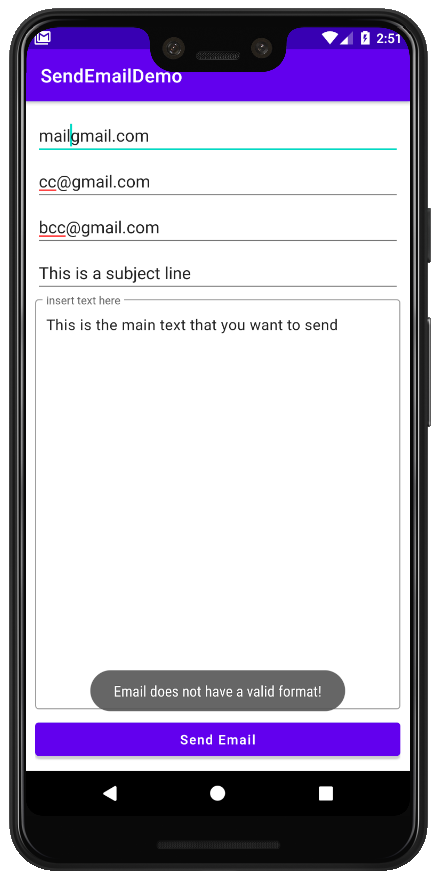 2:51
SendEmailDemo
mailgmail.com
cc@gmail.com
bcc@gmail.com
This is a subject line
insert text here
This is the main text that you want to send
Email does not have a valid format!
Send Email